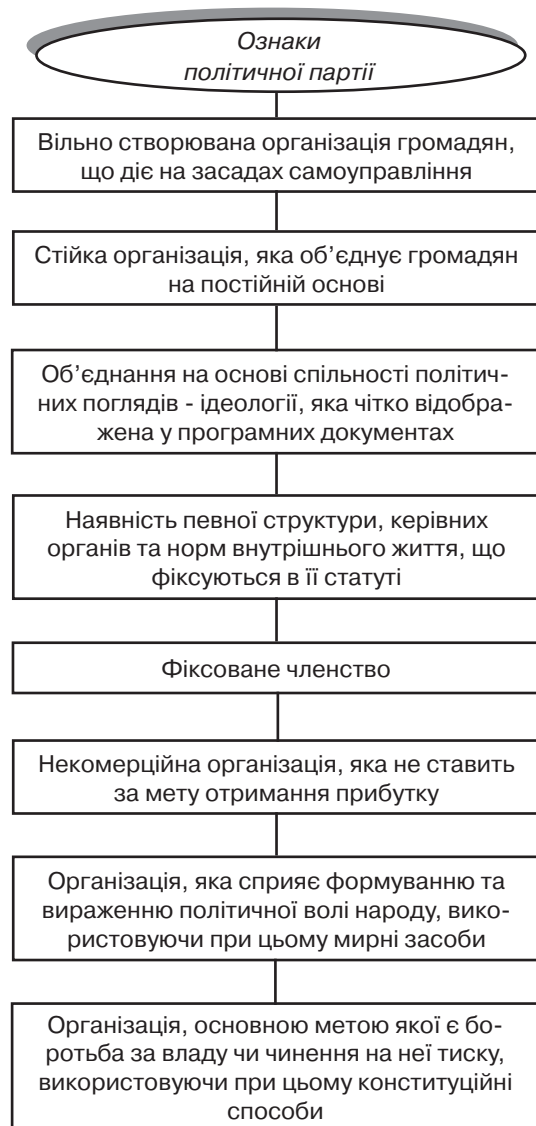 Ознаки
політичної партії
Вільно створювана організація громадян,
що діє на засадах самоуправління
Стійка організація, яка об’єднує громадян
на постійній основі
Об’єднання на основі спільності політич-
них поглядів - ідеології, яка чітко відобра-
жена у програмних документах
Наявність певної структури, керівних
органів та норм внутрішнього життя, що
фіксуються в її статуті
Фіксоване членство
Некомерційна організація, яка не ставить
за мету отримання прибутку
Організація, яка сприяє формуванню та
вираженню політичної волі народу, вико-
ристовуючи при цьому мирні засоби
Організація, основною метою якої є бо-
ротьба за владу чи чинення на неї тиску,
використовуючи при цьому конституційні
способи